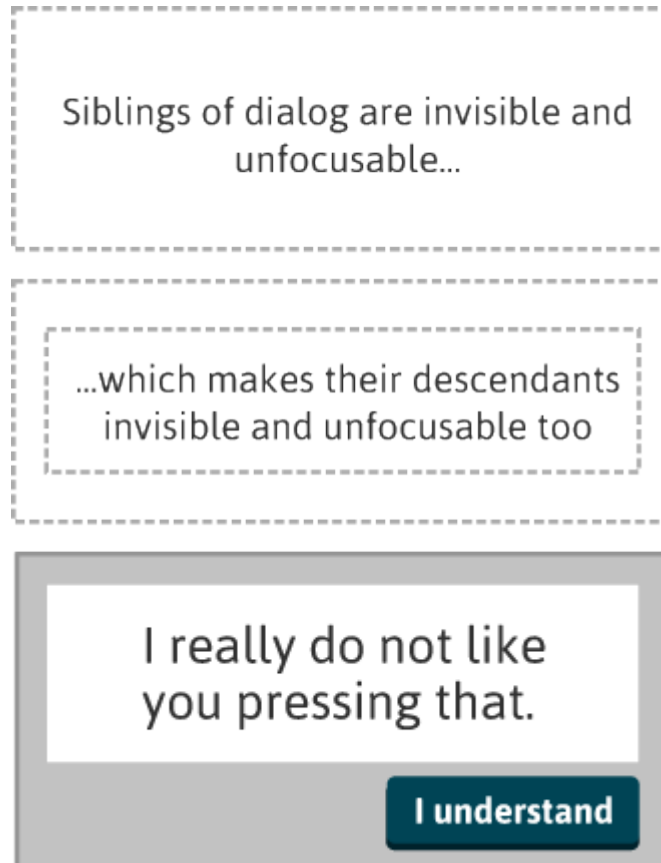 Siblings of dialog are invisible and
unfocusable...
...which makes their descendants
invisible and unfocusable too
I really do not like
you pressing that.
I understand